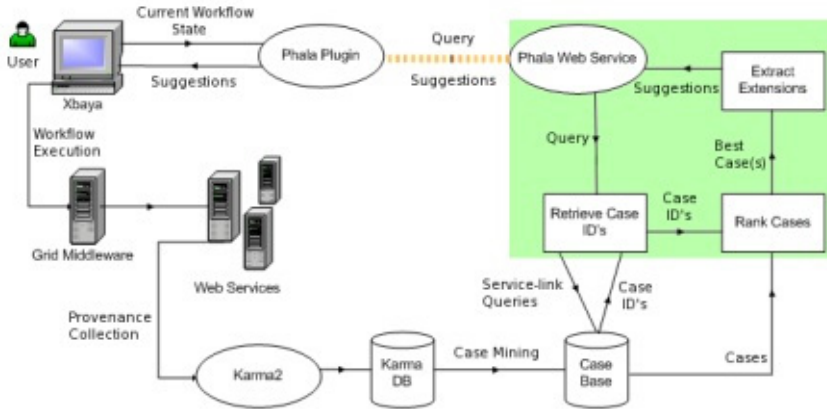 Current Workflow
State
User
Phala Plugin
Query
Phala Web Service
Extract
Extensions
Suggestions
Suggestions
Suggestions
Xbaya
Workflow
Execution
Query
Best
Case(s)
Grid Middleware
Web Services
Retrieve Case
ID's
Case
ID's
Rank Cases
Service-link
Queries
Case
ID's
Provenance
Collection
Karma2
Karma
DB
Case Mining
Case
Base
Cases